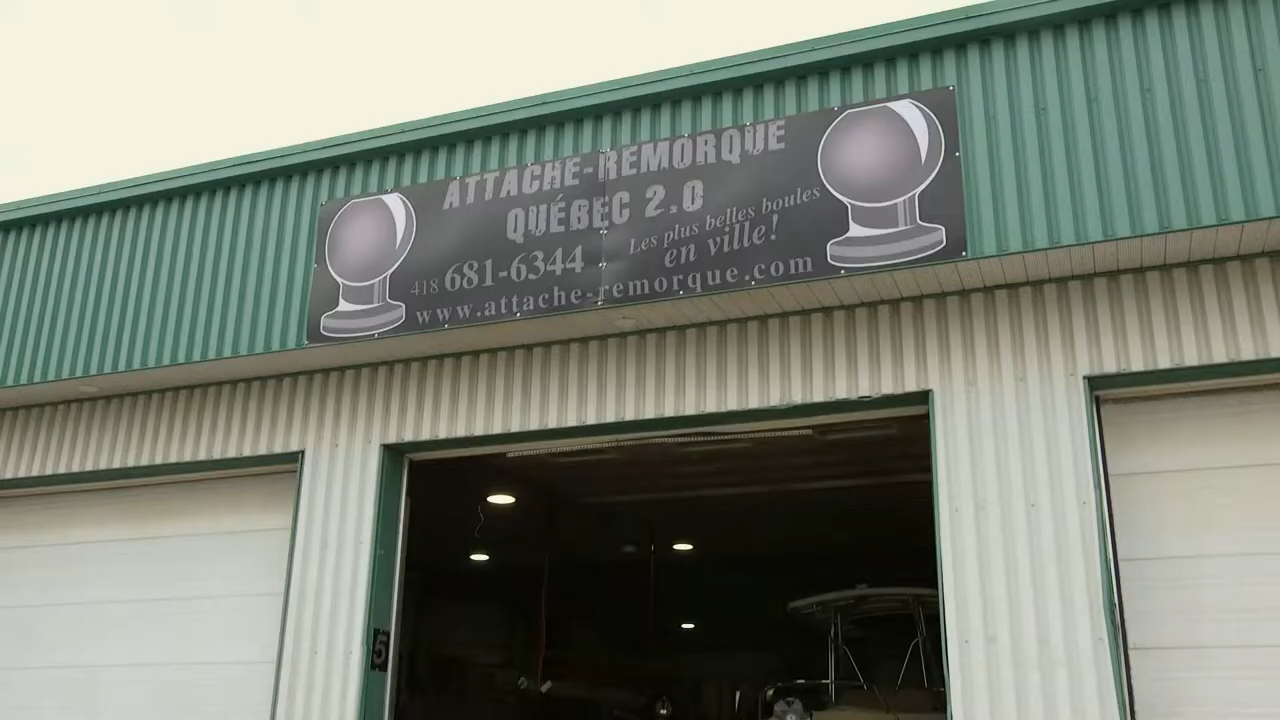 ATTACHE-REMORQUE
QUÉBEC 2.0
418 681-6344
Les plus belles boules
en ville!
www.attache-remorque.com
5